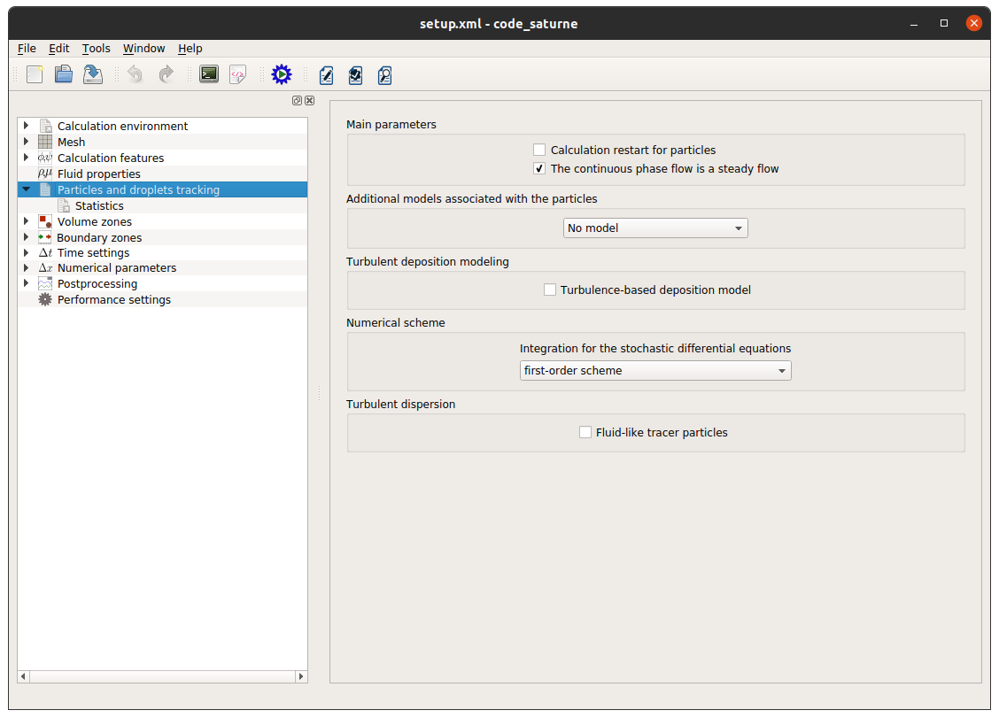 setup.xml - code_saturne
File Edit Tools Window Help
Calculation environment
Mesh
Calculation features
Fluid properties
Particles and droplets tracking
Statistics
Volume zones
Boundary zones
Δt Time settings
Δx Numerical parameters
Postprocessing
Performance settings
Main parameters
Calculation restart for particles
The continuous phase flow is a steady flow
Additional models associated with the particles
No model
Turbulent deposition modeling
Turbulence-based deposition model
Numerical scheme
Integration for the stochastic differential equations
first-order scheme
Turbulent dispersion
Fluid-like tracer particles